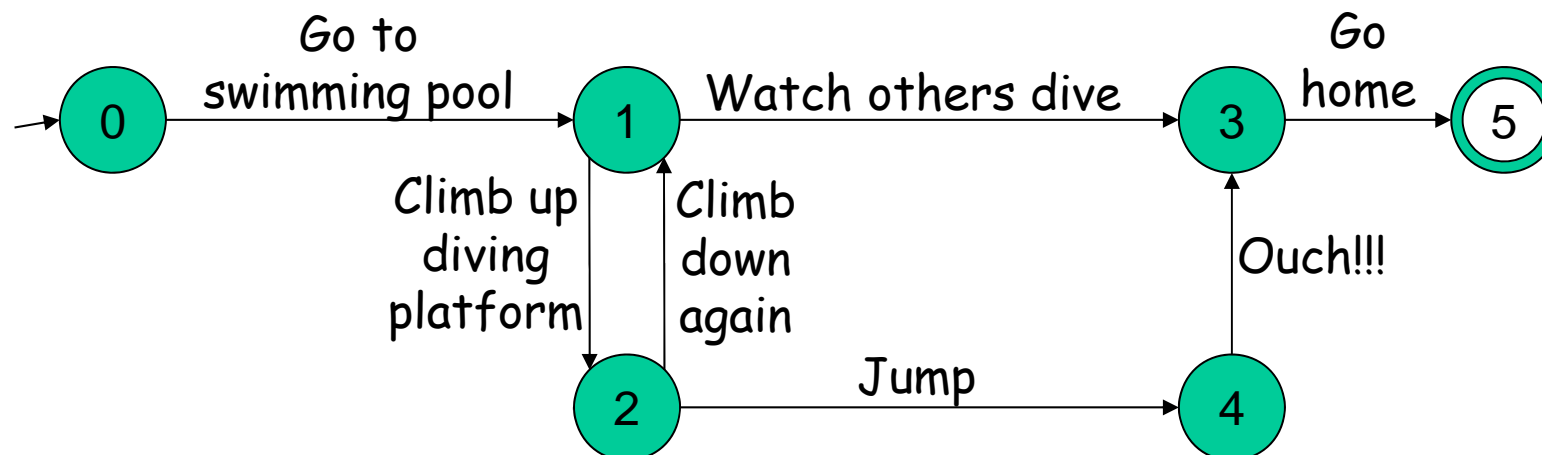 Go to
swimming pool
Watch others dive
Go
home
0
1
3
5
Climb up
diving
platform
Climb
down
again
Ouch!!!
Jump
2
4